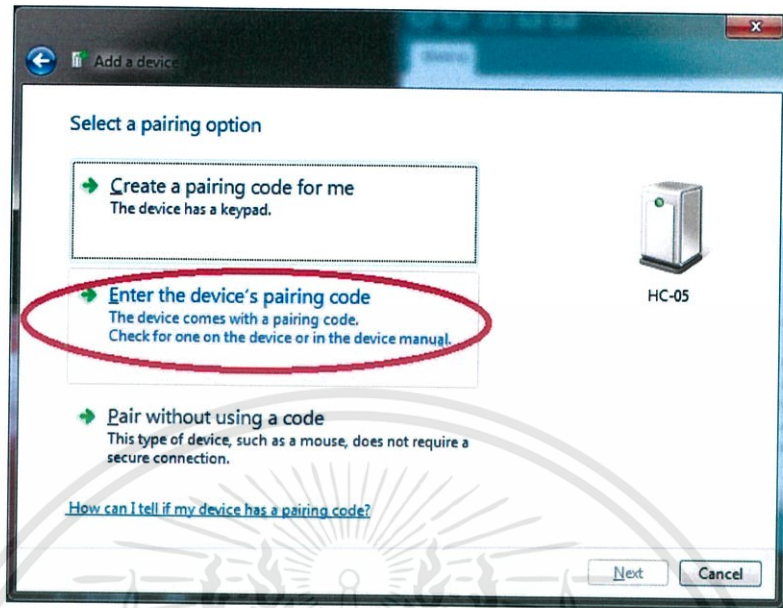 Add a device
Select a pairing option
Create a pairing code for me
The device has a keypad.
Enter the device's pairing code
The device comes with a pairing code.
Check for one on the device or in the device manual.
HC-05
Pair without using a code
This type of device, such as a mouse, does not require a
secure connection.
How can I tell if my device has a pairing code?
Next
Cancel